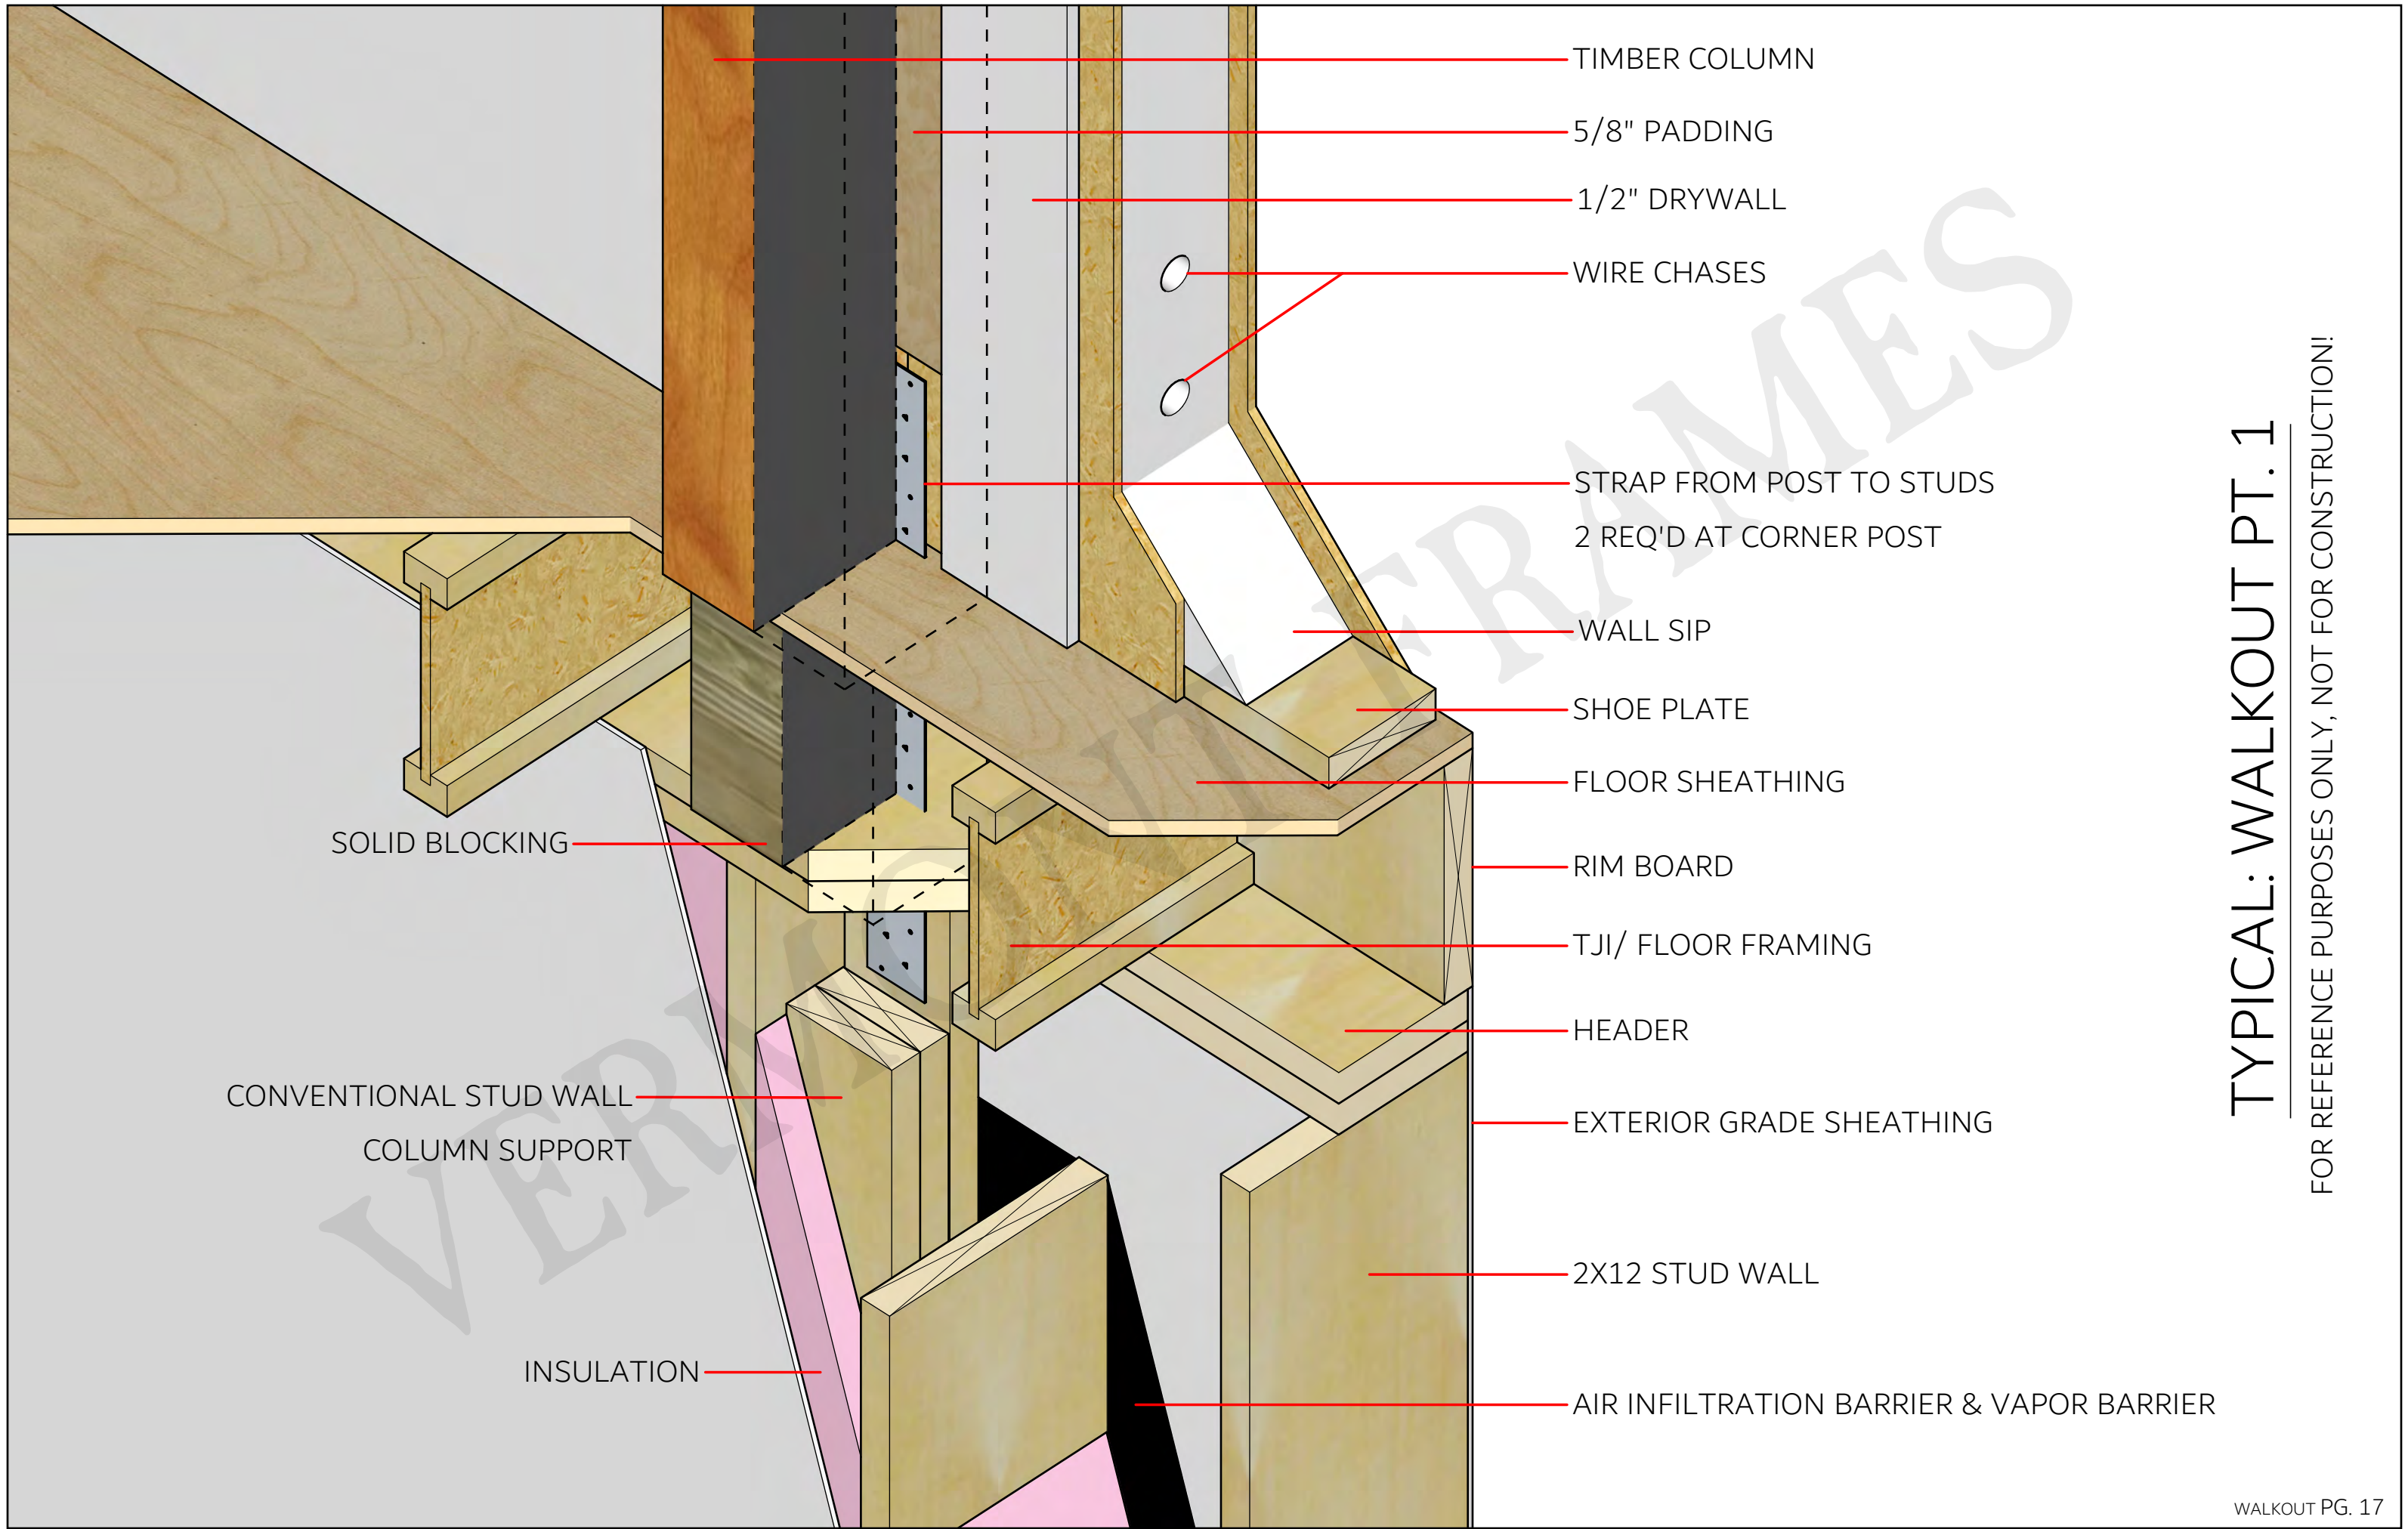 TIMBER COLUMN
5/8" PADDING
1/2" DRYWALL
WIRE CHASES
STRAP FROM POST TO STUDS
2 REQ'D AT CORNER POST
WALL SIP
SHOE PLATE
FLOOR SHEATHING
RIM BOARD
TJI/ FLOOR FRAMING
HEADER
EXTERIOR GRADE SHEATHING
2X12 STUD WALL
AIR INFILTRATION BARRIER & VAPOR BARRIER
SOLID BLOCKING
CONVENTIONAL STUD WALL
COLUMN SUPPORT
INSULATION
VERMONT FRAMES
TYPICAL: WALKOUT PT. 1
FOR REFERENCE PURPOSES ONLY, NOT FOR CONSTRUCTION!
WALKOUT PG. 17